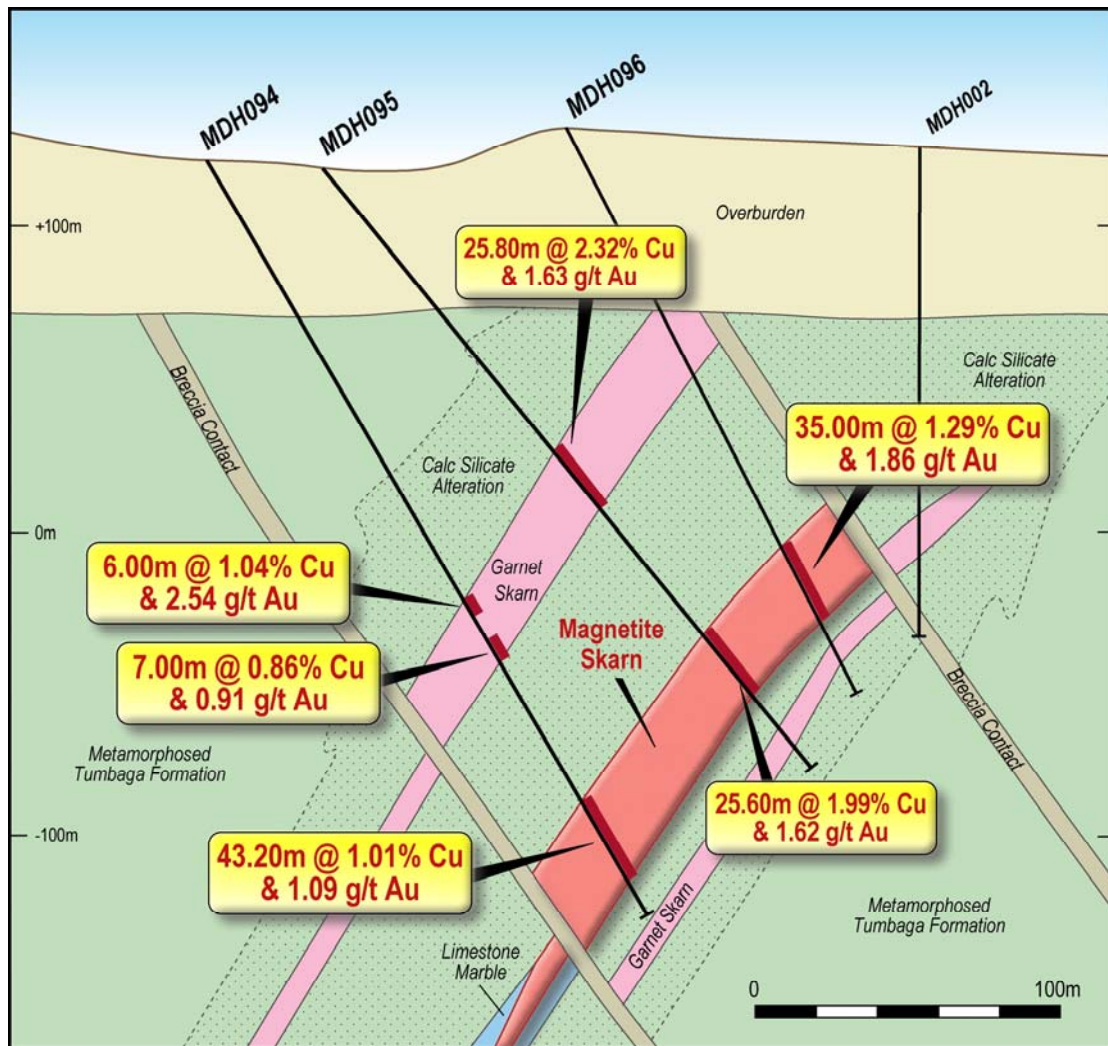 MDH094
MDH095
MDH096
MDH002
+100m
Overburden
25.80m @ 2.32% Cu
& 1.63 g/t Au
Breccia Contact
Calc Silicate
Alteration
35.00m @ 1.29% Cu
& 1.86 g/t Au
Calc Silicate
Alteration
0m
6.00m @ 1.04% Cu
& 2.54 g/t Au
Garnet
Skarn
Magnetite
Skarn
7.00m @ 0.86% Cu
& 0.91 g/t Au
Breccia Contact
Metamorphosed
Tumbaga Formation
25.60m @ 1.99% Cu
& 1.62 g/t Au
-100m
43.20m @ 1.01% Cu
& 1.09 g/t Au
Garnet Skarn
Metamorphosed
Tumbaga Formation
Limestone
Marble
0
100m